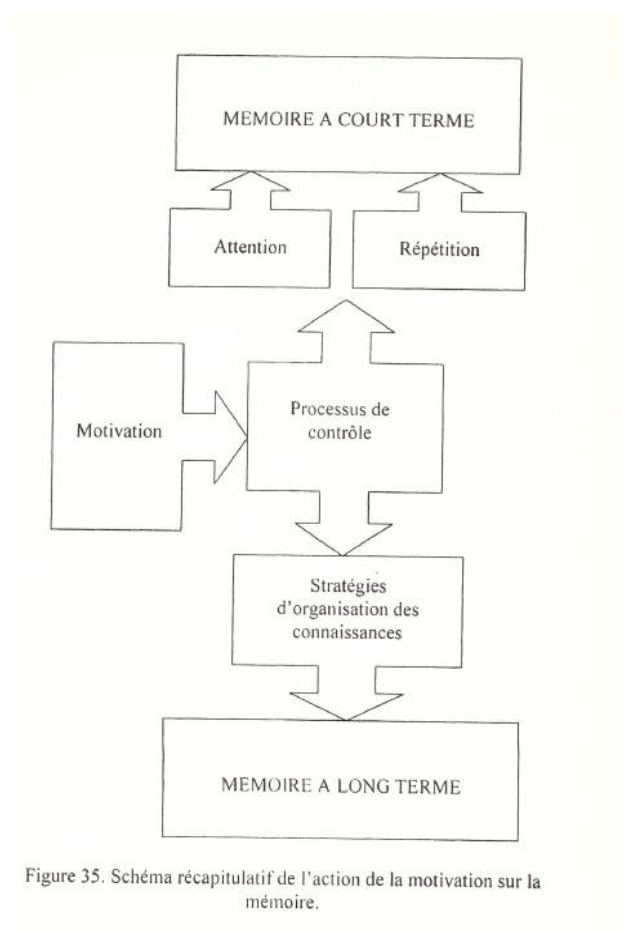 MEMOIRE A COURT TERME
Attention
Répétition
Motivation
Processus de
contrôle
Stratégies
d'organisation des
connaissances
MEMOIRE A LONG TERME
Figure 35. Schéma récapitulatif de l'action de la motivation sur la
mémoire.